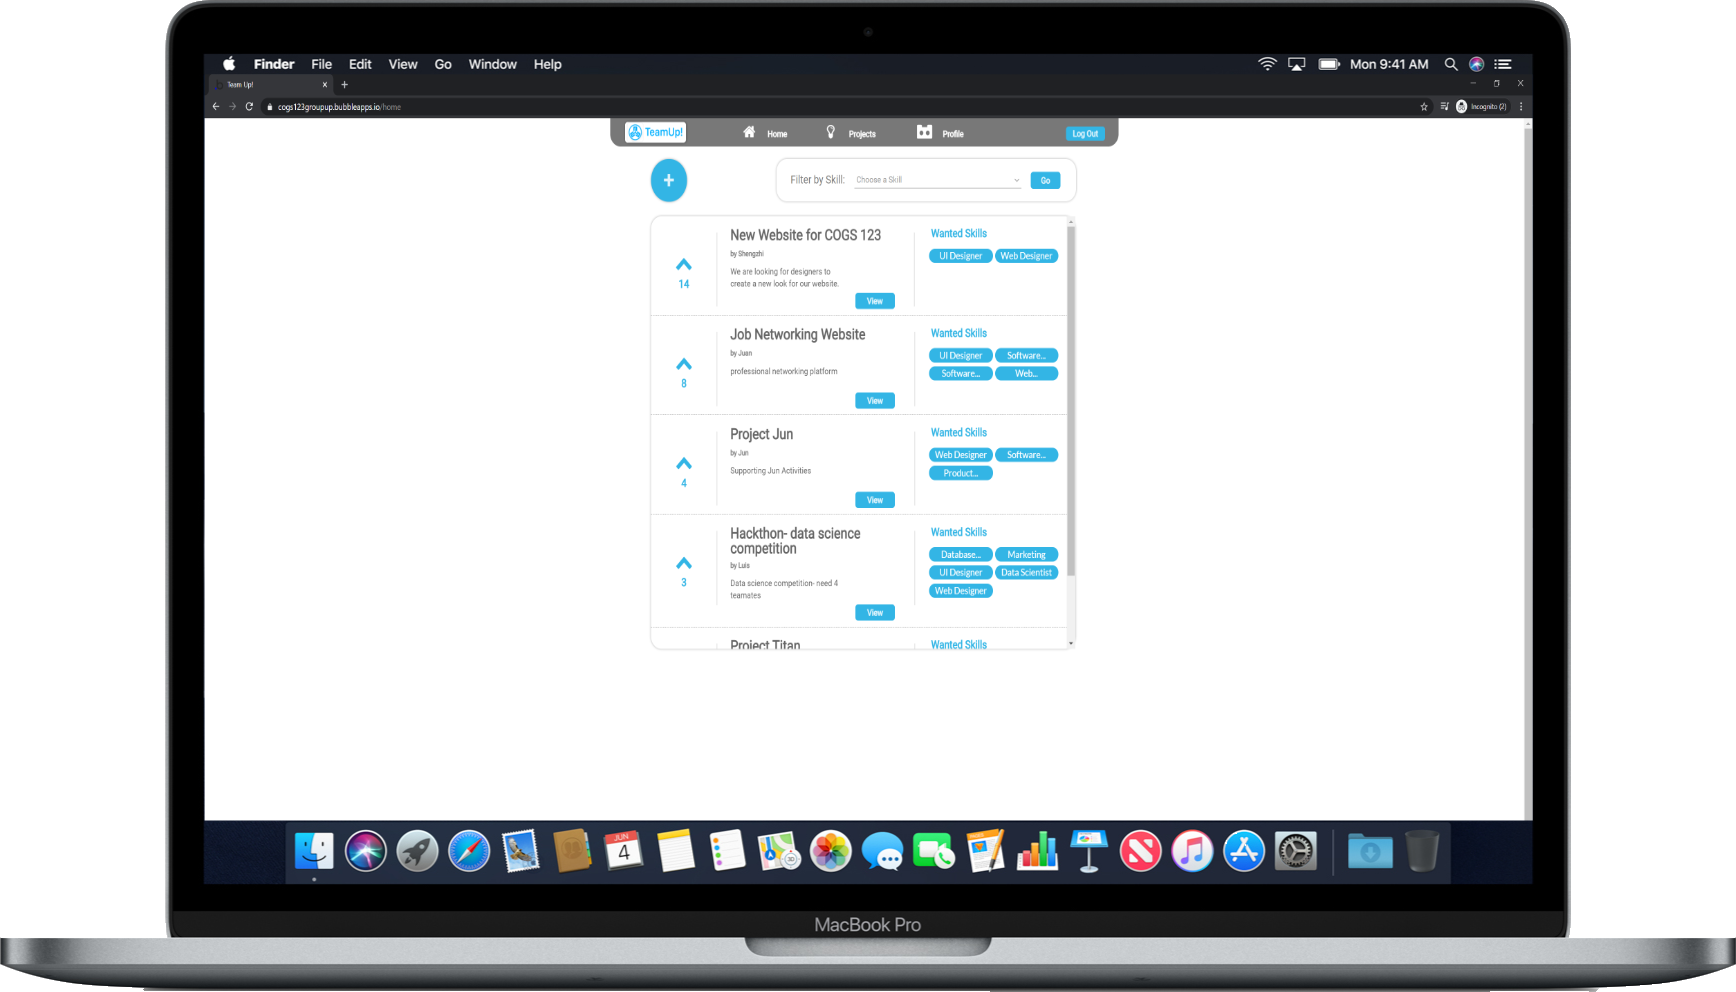 Finder File Edit View Go Window Help Mon 9:41 AM
Team Up!
cogs123groupup.bubbleapps.io/home Incognito (2)
TeamUp! Home Projects Profile Log Out
+ Filter by Skill: Choose a Skill Go
New Website for COGS 123
by Shengzhi
We are looking for designers to
create a new look for our website.
14
View
Wanted Skills
UI Designer Web Designer
Job Networking Website
by Juan
professional networking platform
8
View
Wanted Skills
UI Designer Software...
Software... Web...
Project Jun
by Jun
Supporting Jun Activities
4
View
Wanted Skills
Web Designer Software...
Product...
Hackthon- data science
competition
by Luis
Data science competition- need 4
teamates
3
View
Wanted Skills
Database... Marketing
UI Designer Data Scientist
Web Designer
Project Titan
Wanted Skills
JUN
4
3D
MacBook Pro